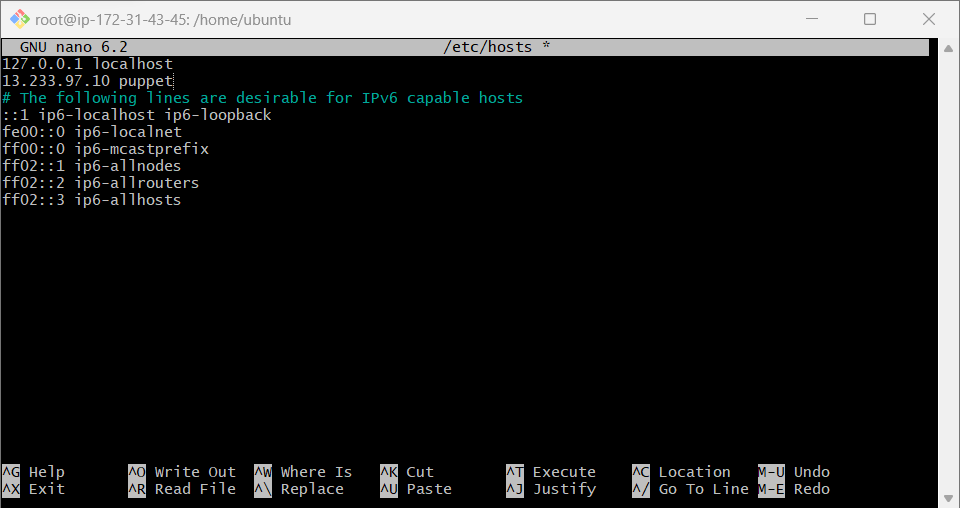 root@ip-172-31-43-45: /home/ubuntu
GNU nano 6.2 /etc/hosts *
127.0.0.1 localhost
13.233.97.10 puppet
# The following lines are desirable for IPv6 capable hosts
::1 ip6-localhost ip6-loopback
fe00::0 ip6-localnet
ff00::0 ip6-mcastprefix
ff02::1 ip6-allnodes
ff02::2 ip6-allrouters
ff02::3 ip6-allhosts
^G Help ^O Write Out ^W Where Is ^K Cut ^T Execute ^C Location M-U Undo
^X Exit ^R Read File ^\ Replace ^U Paste ^J Justify ^/ Go To Line M-E Redo